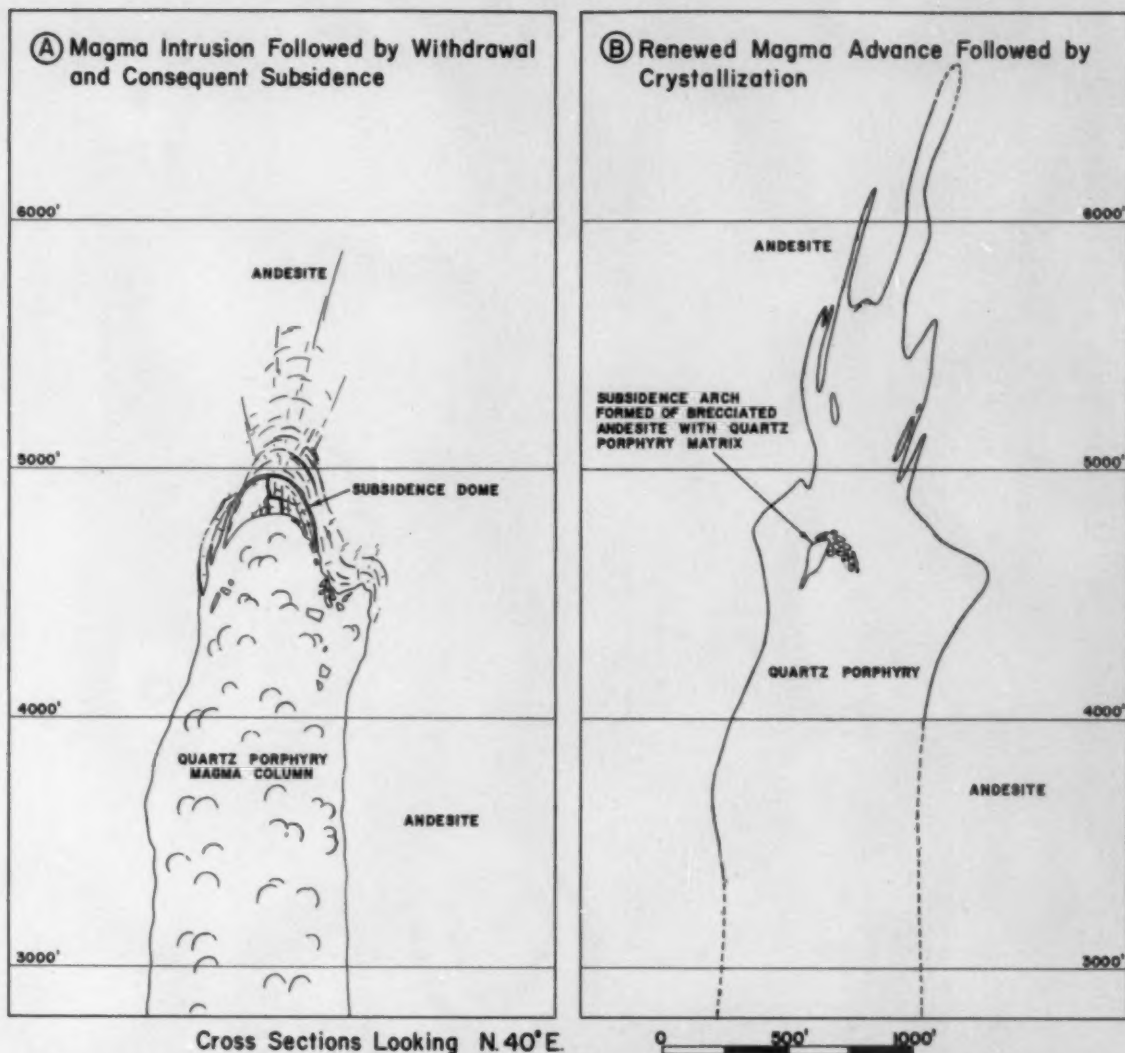 Ⓐ Magma Intrusion Followed by Withdrawal
and Consequent Subsidence
6000'
ANDESITE
5000'
SUBSIDENCE DOME
4000'
QUARTZ PORPHYRY
MAGMA COLUMN
ANDESITE
3000'
Ⓑ Renewed Magma Advance Followed by
Crystallization
6000'
ANDESITE
SUBSIDENCE ARCH
FORMED OF BRECCIATED
ANDESITE WITH QUARTZ
PORPHYRY MATRIX
5000'
QUARTZ PORPHYRY
4000'
ANDESITE
3000'
Cross Sections Looking N. 40° E.
0 500' 1000'